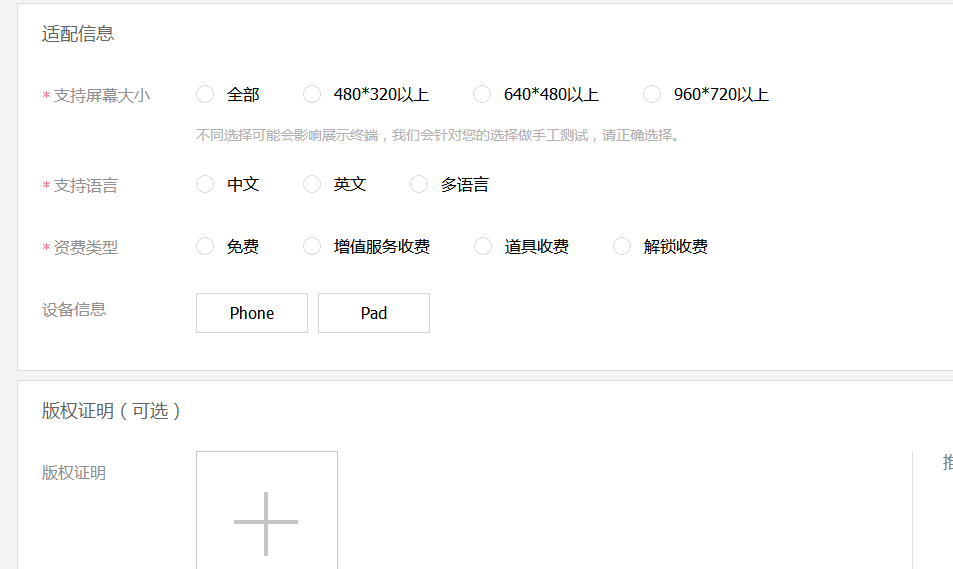 适配信息
* 支持屏幕大小 全部 480*320以上 640*480以上 960*720以上
不同选择可能会影响展示终端，我们会针对您的选择做手工测试，请正确选择。
* 支持语言 中文 英文 多语言
* 资费类型 免费 增值服务收费 道具收费 解锁收费
设备信息 Phone Pad
版权证明（可选）
版权证明